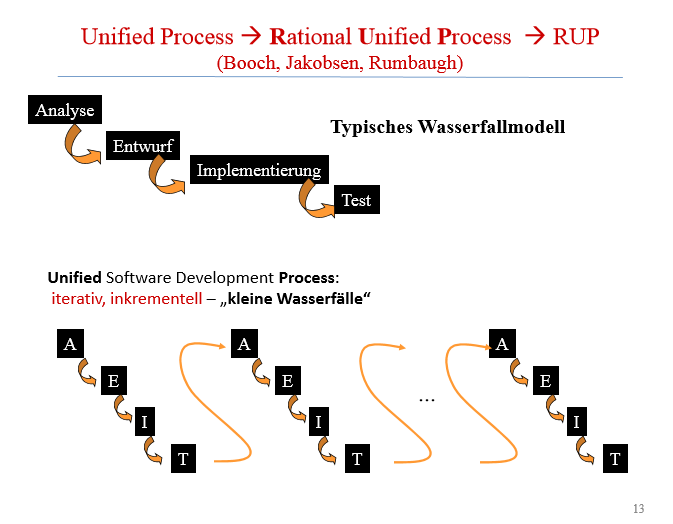 Unified Process → Rational Unified Process → RUP
(Booch, Jakobsen, Rumbaugh)
Analyse
Typisches Wasserfallmodell
Entwurf
Implementierung
Test
Unified Software Development Process:
iterativ, inkrementell – „kleine Wasserfälle“
A A A
E E ... E
I I I
T T T
13